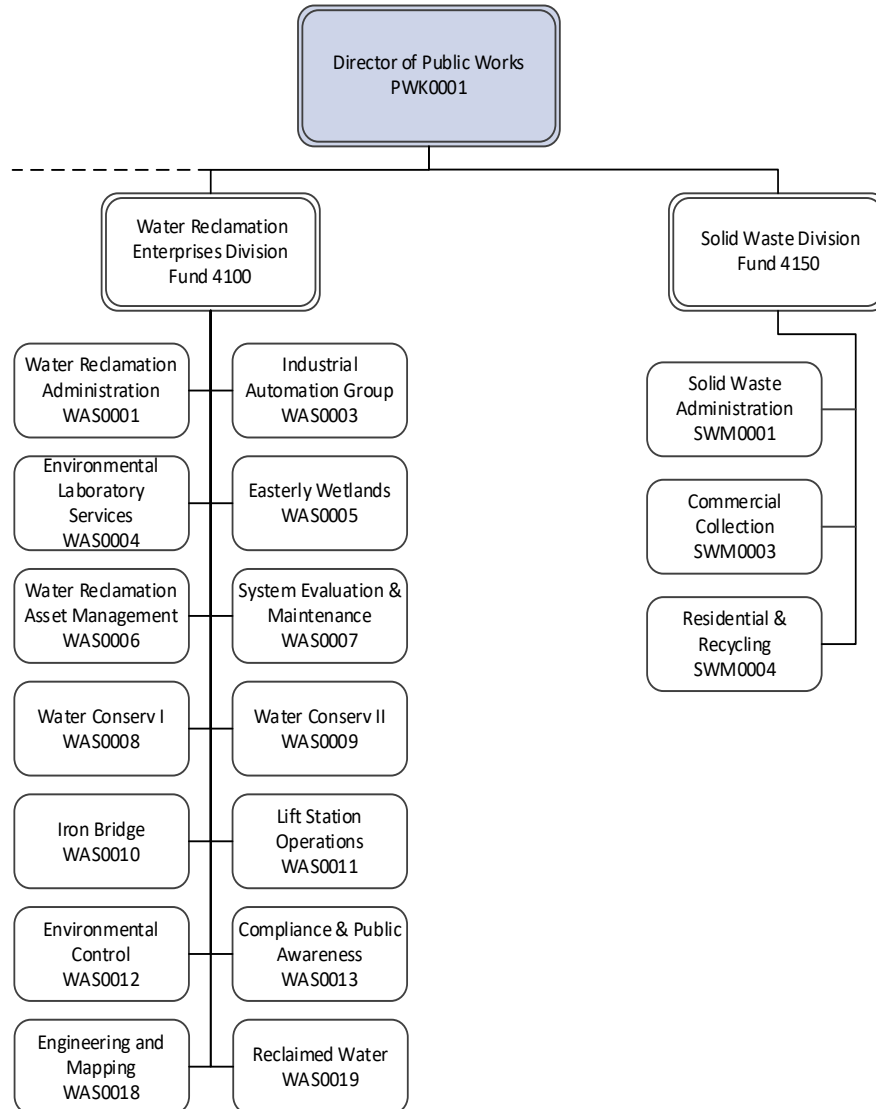 Director of Public Works
PWK0001
Water Reclamation
Enterprises Division
Fund 4100
Solid Waste Division
Fund 4150
Water Reclamation
Administration
WAS0001
Industrial
Automation Group
WAS0003
Solid Waste
Administration
SWM0001
Environmental
Laboratory
Services
WAS0004
Easterly Wetlands
WAS0005
Commercial
Collection
SWM0003
Water Reclamation
Asset Management
WAS0006
System Evaluation &
Maintenance
WAS0007
Residential &
Recycling
SWM0004
Water Conserv I
WAS0008
Water Conserv II
WAS0009
Iron Bridge
WAS0010
Lift Station
Operations
WAS0011
Environmental
Control
WAS0012
Compliance & Public
Awareness
WAS0013
Engineering and
Mapping
WAS0018
Reclaimed Water
WAS0019